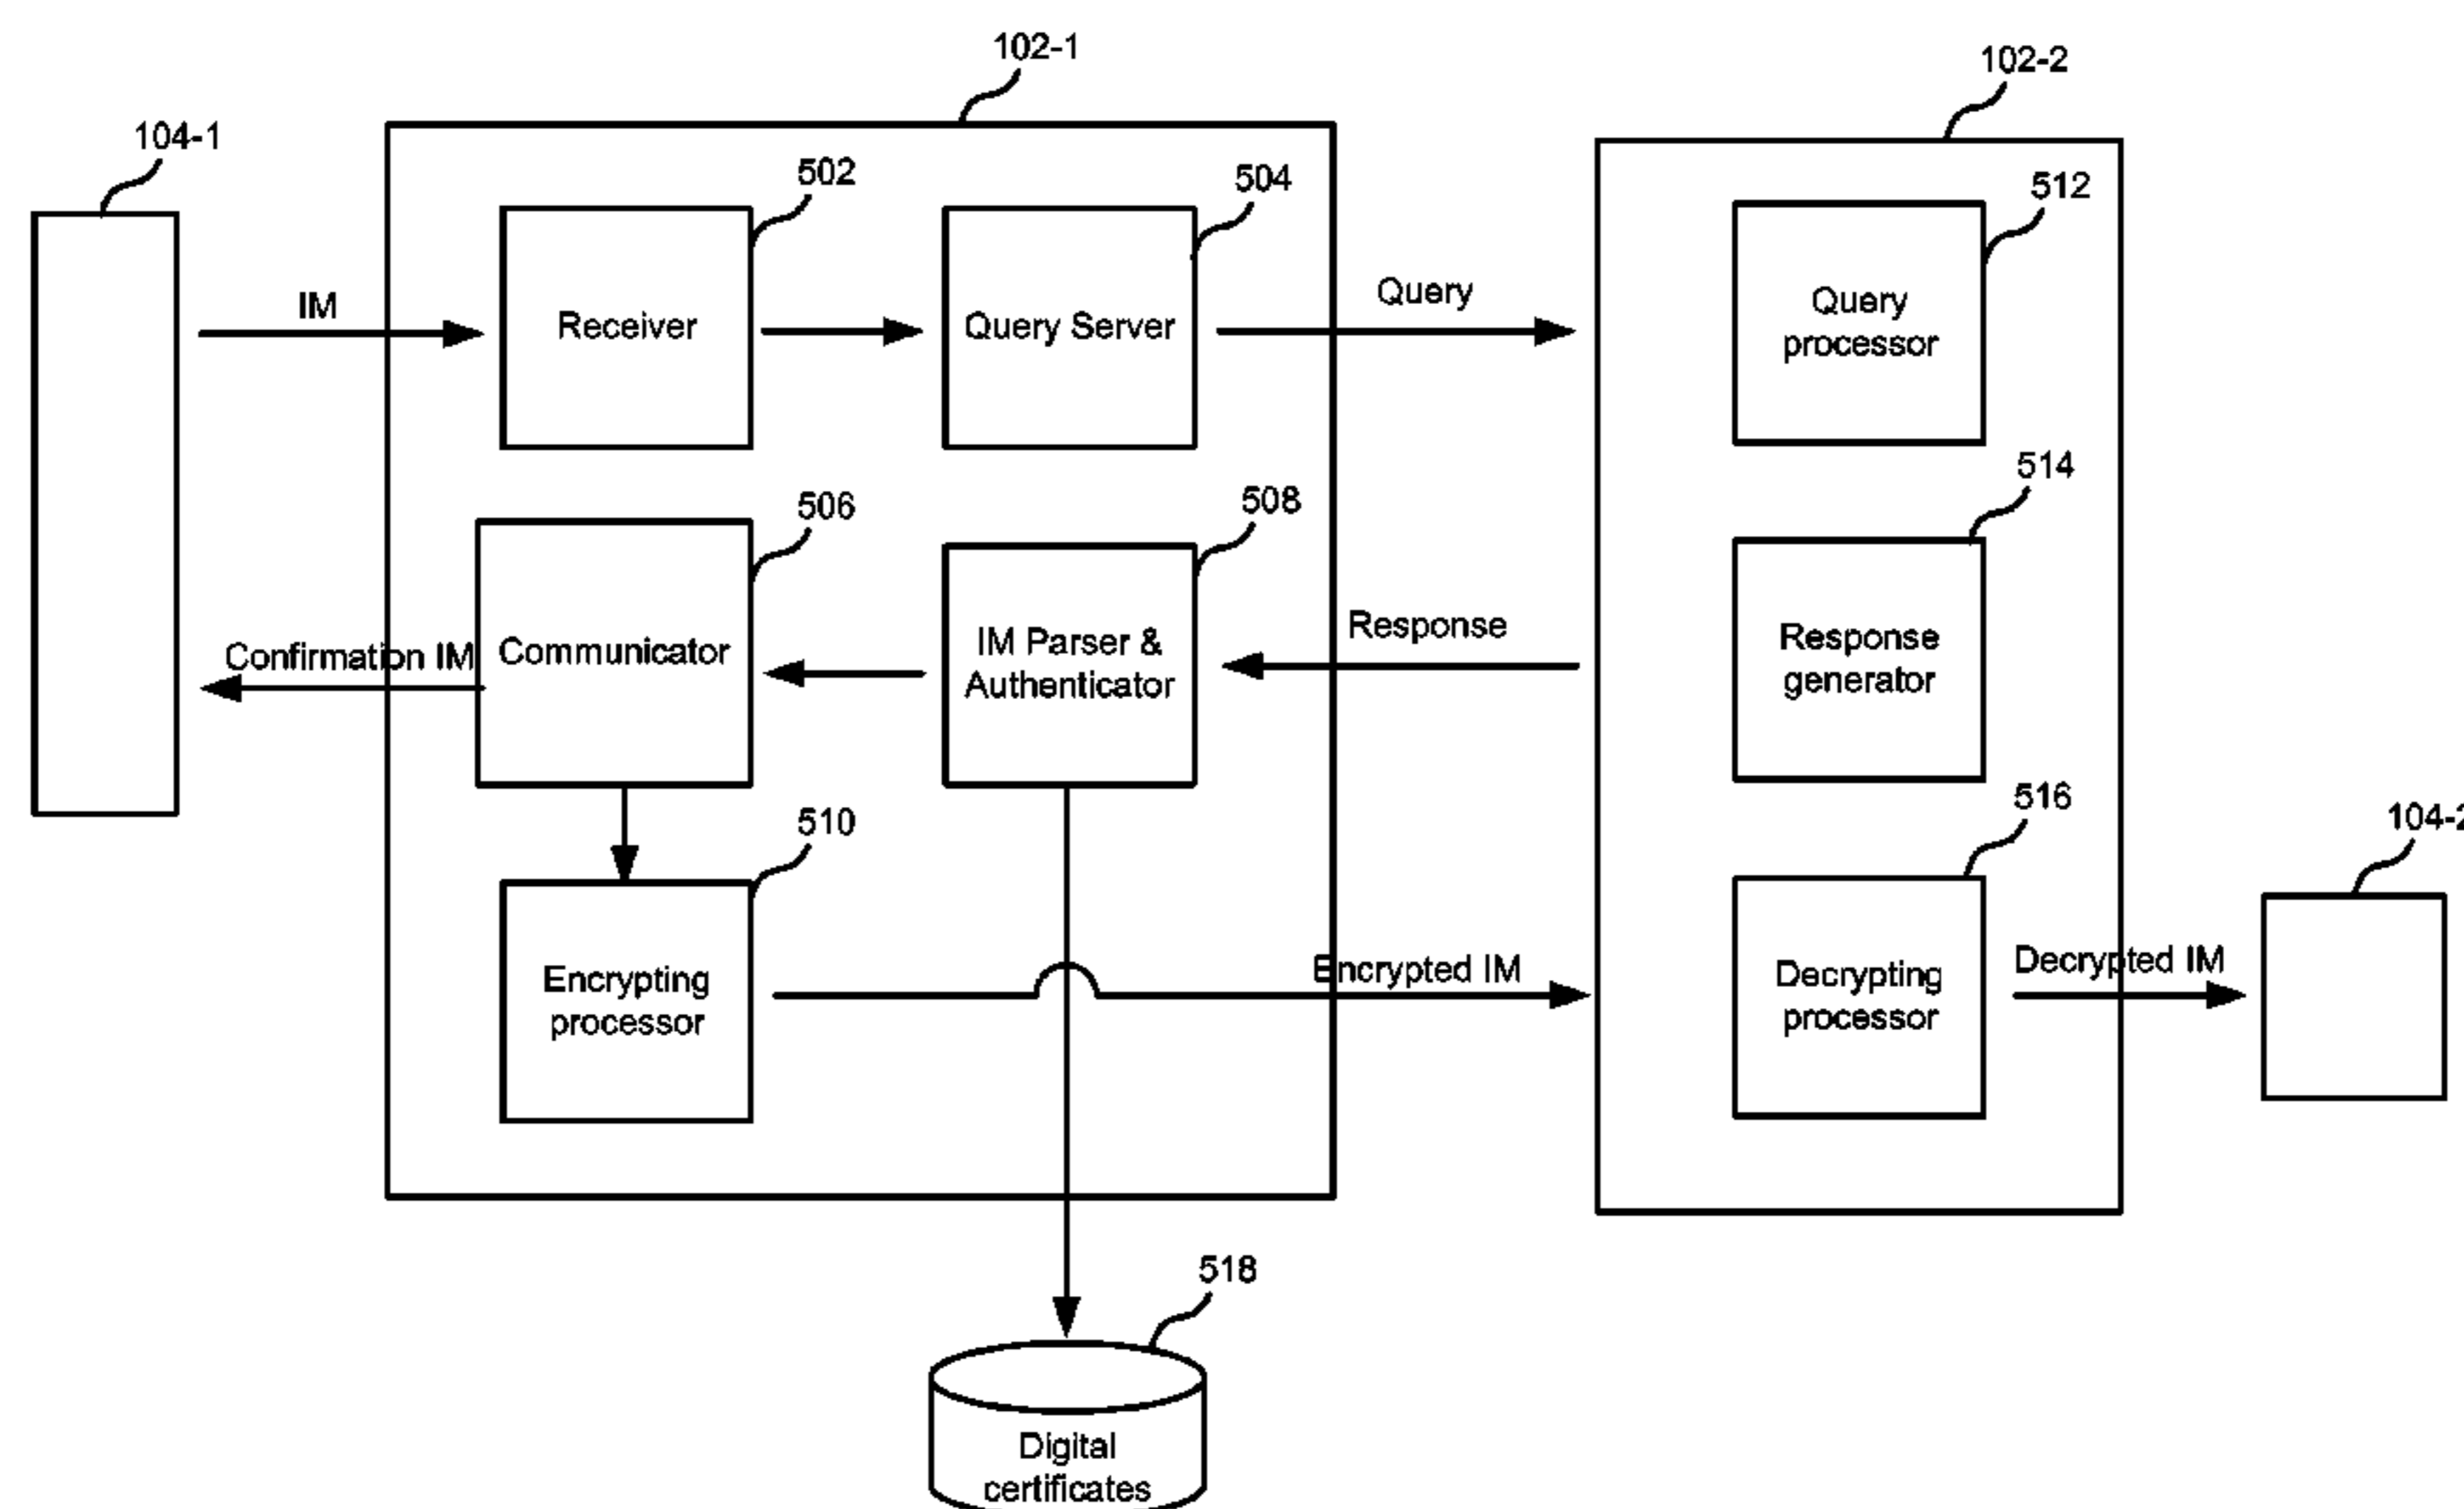 102-1
102-2
104-1
502
504
512
IM
Receiver
Query Server
Query
Query
processor
514
506
508
Confirmation IM
Communicator
IM Parser &
Authenticator
Response
Response
generator
516
510
104-2
Encrypting
processor
Encrypted IM
Decrypting
processor
Decrypted IM
518
Digital
certificates